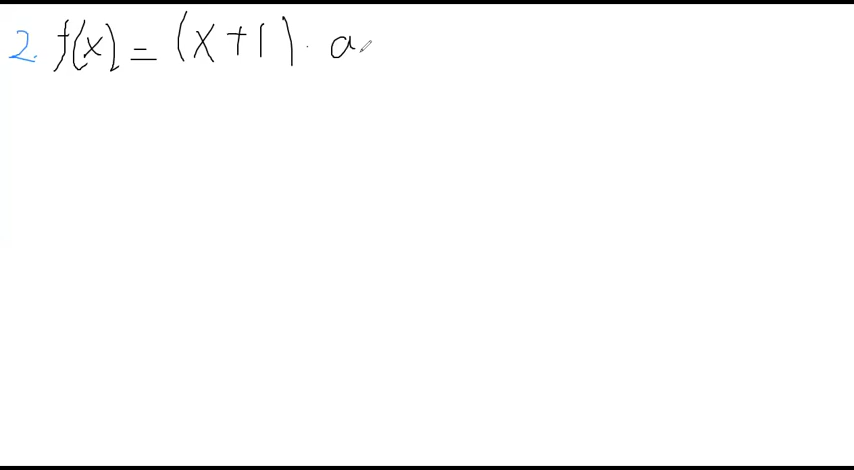 2. f(x) = (x+1) · a